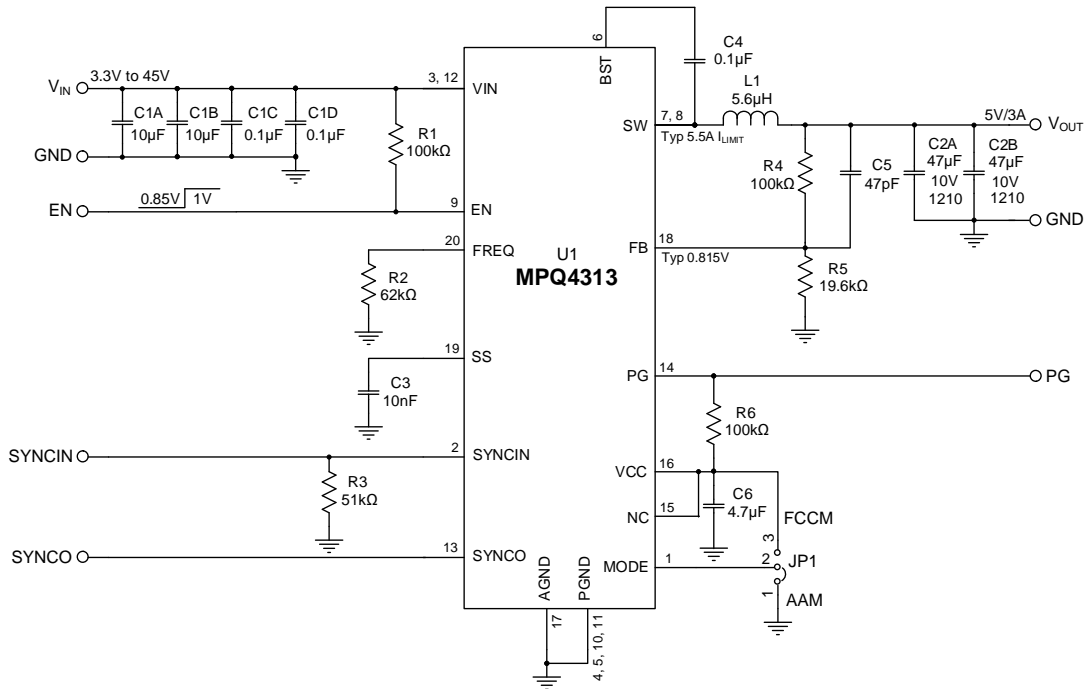 6
BST
C4
0.1µF
V_IN
3.3V to 45V
3, 12
VIN
C1A
10µF
C1B
10µF
C1C
0.1µF
C1D
0.1µF
R1
100kΩ
GND
EN
0.85V
1V
9
EN
SW
7, 8
Typ 5.5A I_LIMIT
L1
5.6µH
5V/3A
V_OUT
R4
100kΩ
C5
47pF
C2A
47µF
10V
1210
C2B
47µF
10V
1210
GND
20
FREQ
R2
62kΩ
U1
MPQ4313
FB
18
Typ 0.815V
R5
19.6kΩ
19
SS
C3
10nF
PG
14
PG
R6
100kΩ
SYNCIN
2
SYNCIN
R3
51kΩ
VCC
16
C6
4.7µF
NC
15
FCCM
3
SYNCO
13
SYNCO
MODE
1
2
JP1
1
AAM
AGND
PGND
17
4, 5, 10, 11